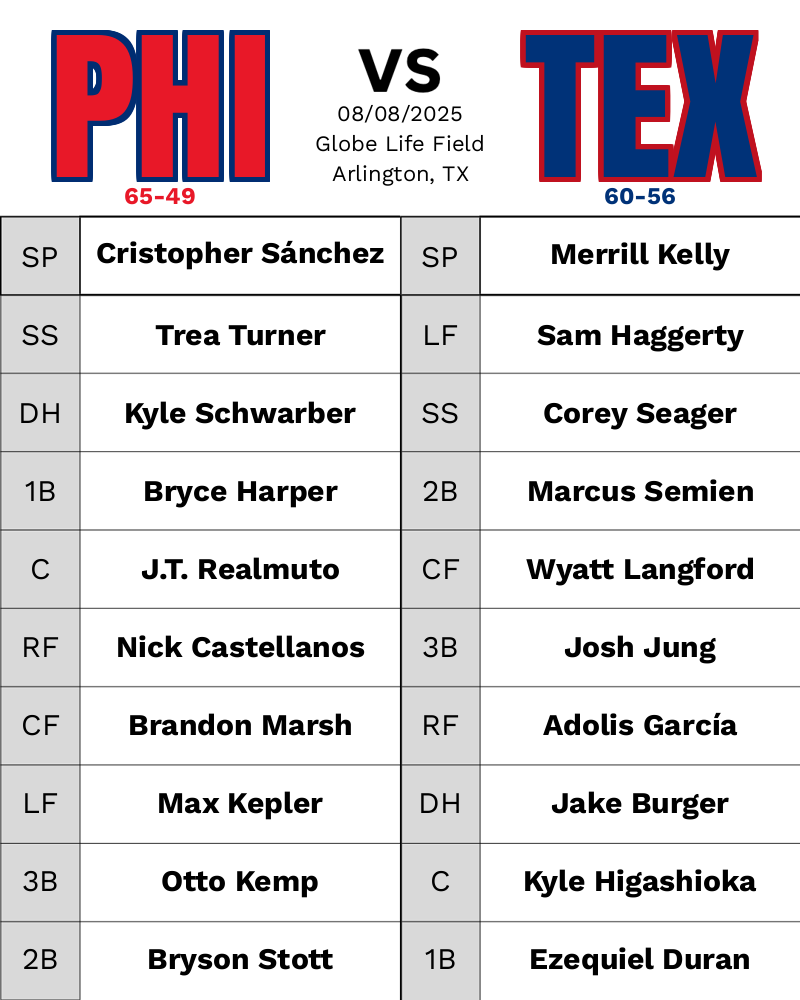 PHI VS TEX
08/08/2025
Globe Life Field
Arlington, TX
65-49 60-56
SP Cristopher Sánchez SP Merrill Kelly
SS Trea Turner LF Sam Haggerty
DH Kyle Schwarber SS Corey Seager
1B Bryce Harper 2B Marcus Semien
C J.T. Realmuto CF Wyatt Langford
RF Nick Castellanos 3B Josh Jung
CF Brandon Marsh RF Adolis García
LF Max Kepler DH Jake Burger
3B Otto Kemp C Kyle Higashioka
2B Bryson Stott 1B Ezequiel Duran